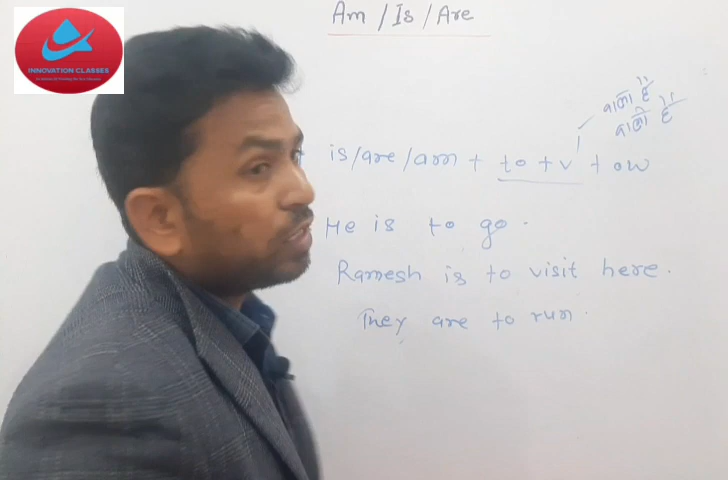 INNOVATION CLASSES
Am / Is / Are
वाला है
वाले हैं
is/are/am + to + v + ow
He is to go.
Ramesh is to visit here.
They are to run.